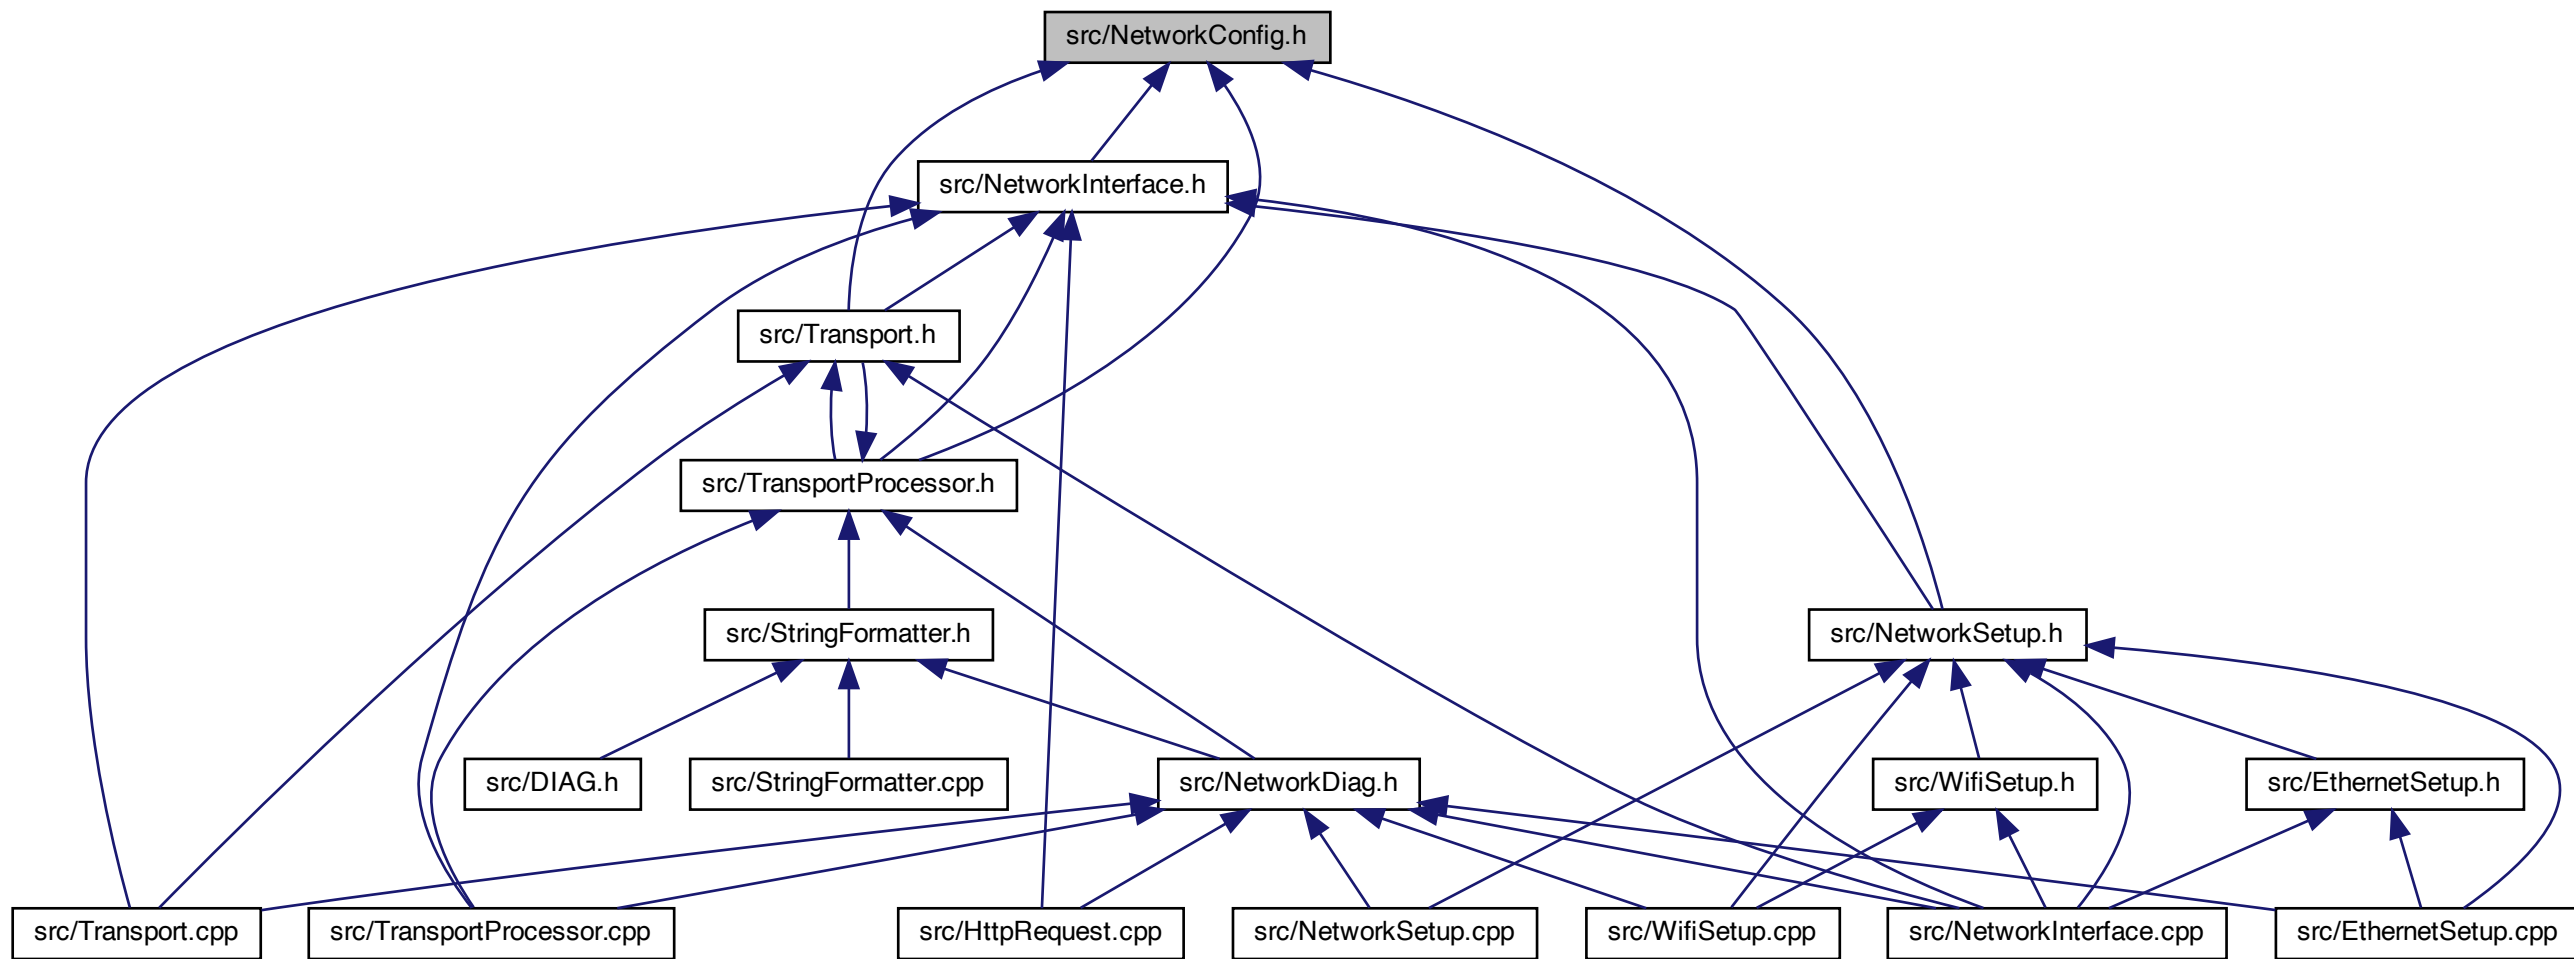 src/NetworkConfig.h
src/NetworkInterface.h
src/Transport.h
src/TransportProcessor.h
src/StringFormatter.h
src/NetworkSetup.h
src/DIAG.h
src/StringFormatter.cpp
src/NetworkDiag.h
src/WifiSetup.h
src/EthernetSetup.h
src/Transport.cpp
src/TransportProcessor.cpp
src/HttpRequest.cpp
src/NetworkSetup.cpp
src/WifiSetup.cpp
src/NetworkInterface.cpp
src/EthernetSetup.cpp